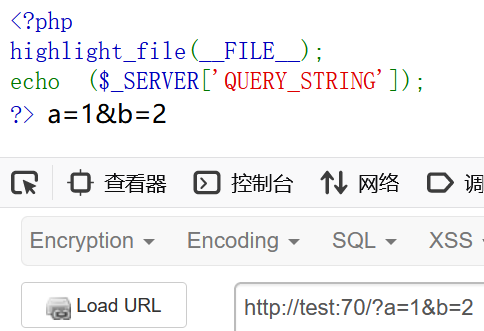 <?php
highlight_file(__FILE__);
echo  ($_SERVER['QUERY_STRING']);
?> a=1&b=2
查看器 控制台 网络 调
Encryption Encoding SQL XSS
Load URL http://test:70/?a=1&b=2